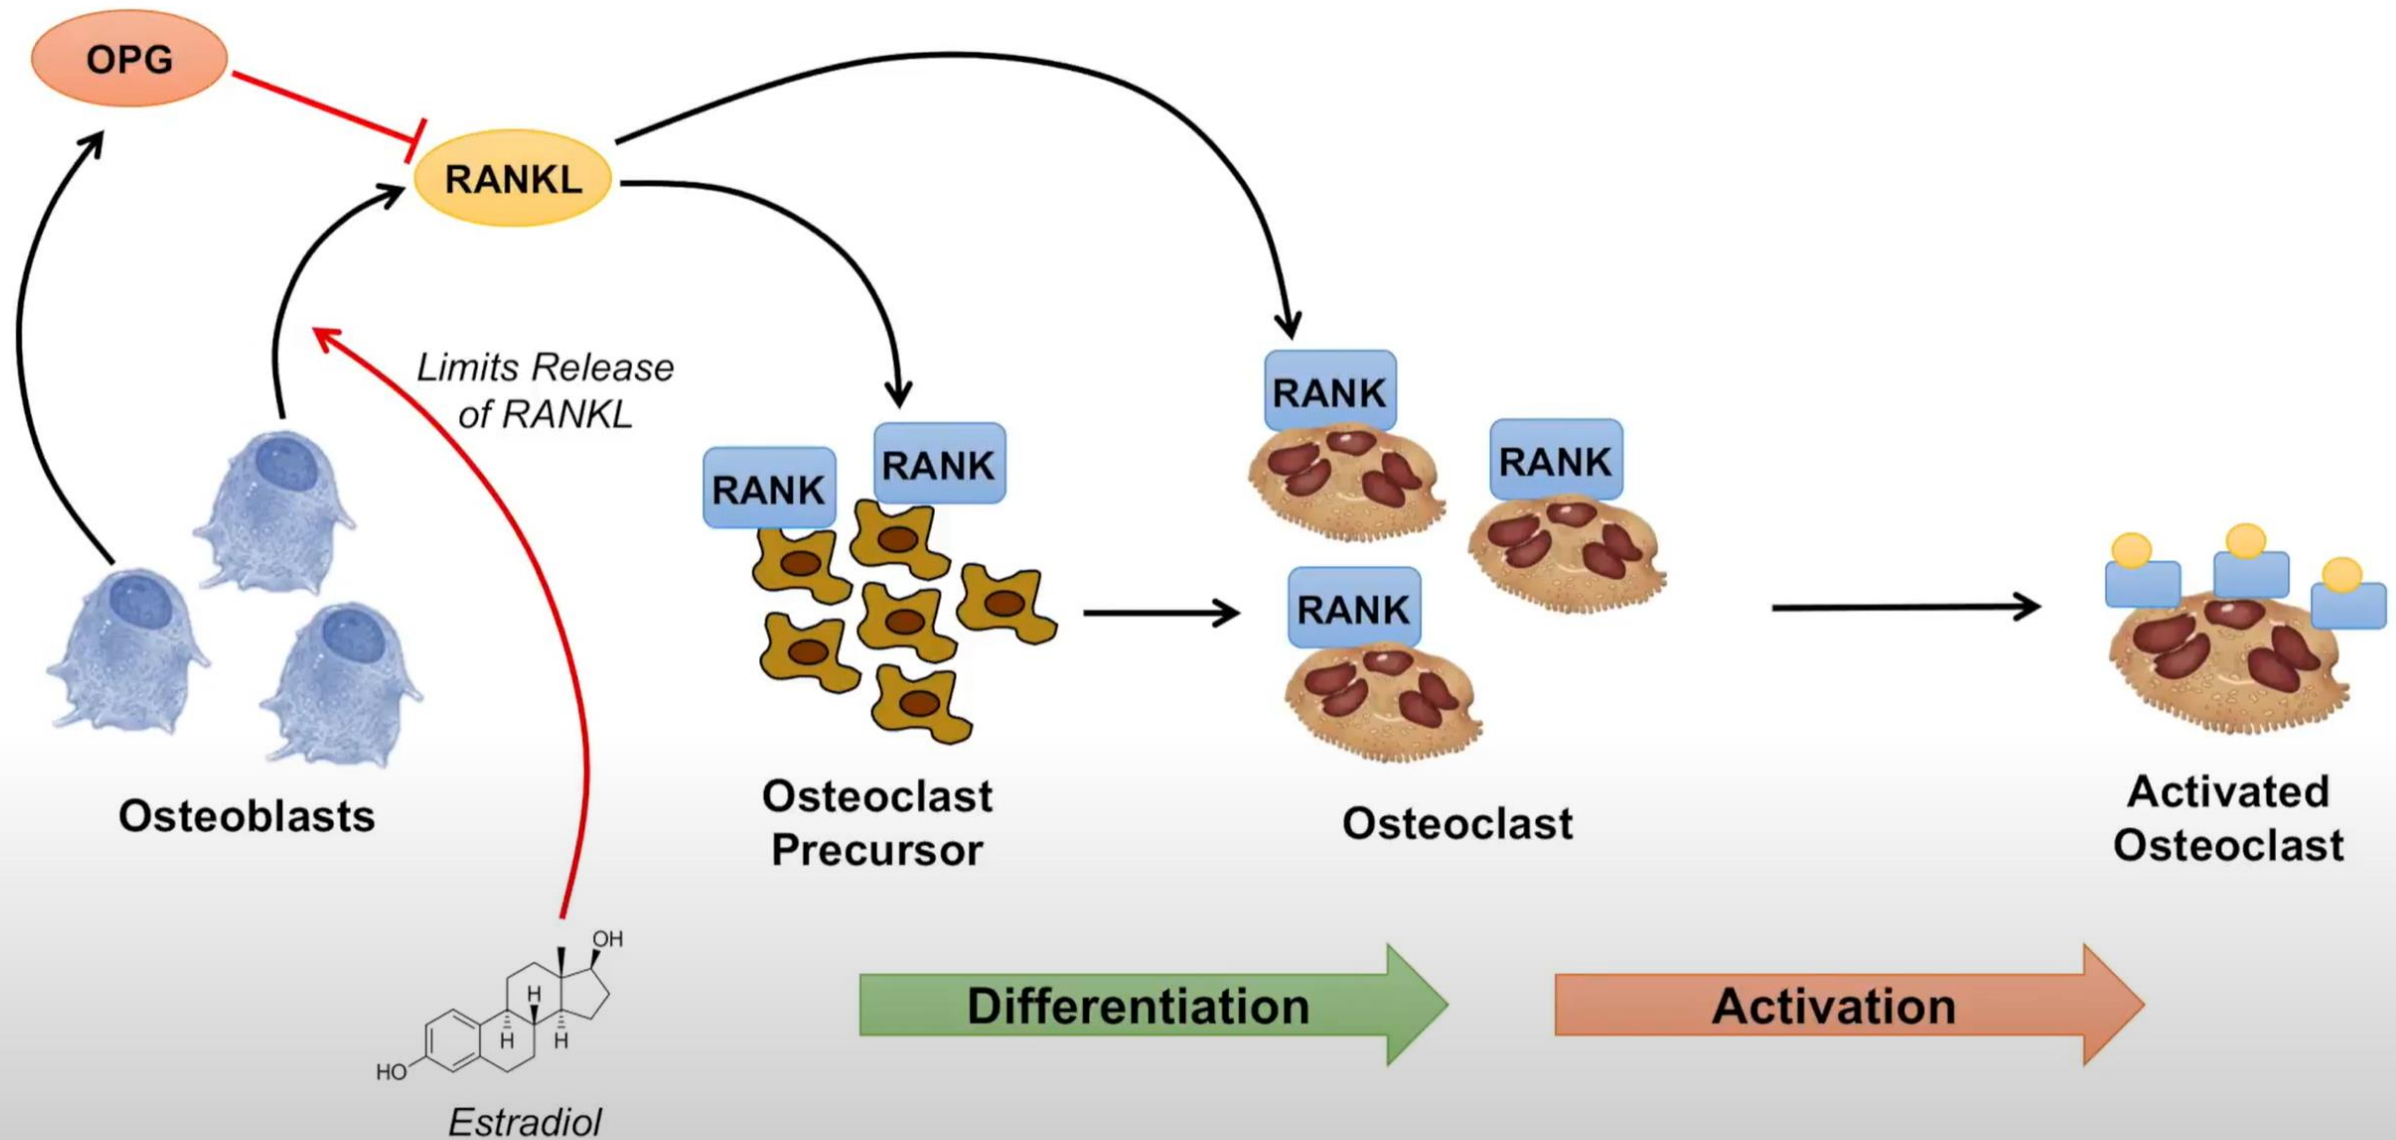 OPG
RANKL
Limits Release
of RANKL
RANK
RANK
RANK
RANK
RANK
Osteoblasts
Osteoclast
Precursor
Osteoclast
Activated
Osteoclast
OH
H
H
H
HO
Estradiol
Differentiation
Activation